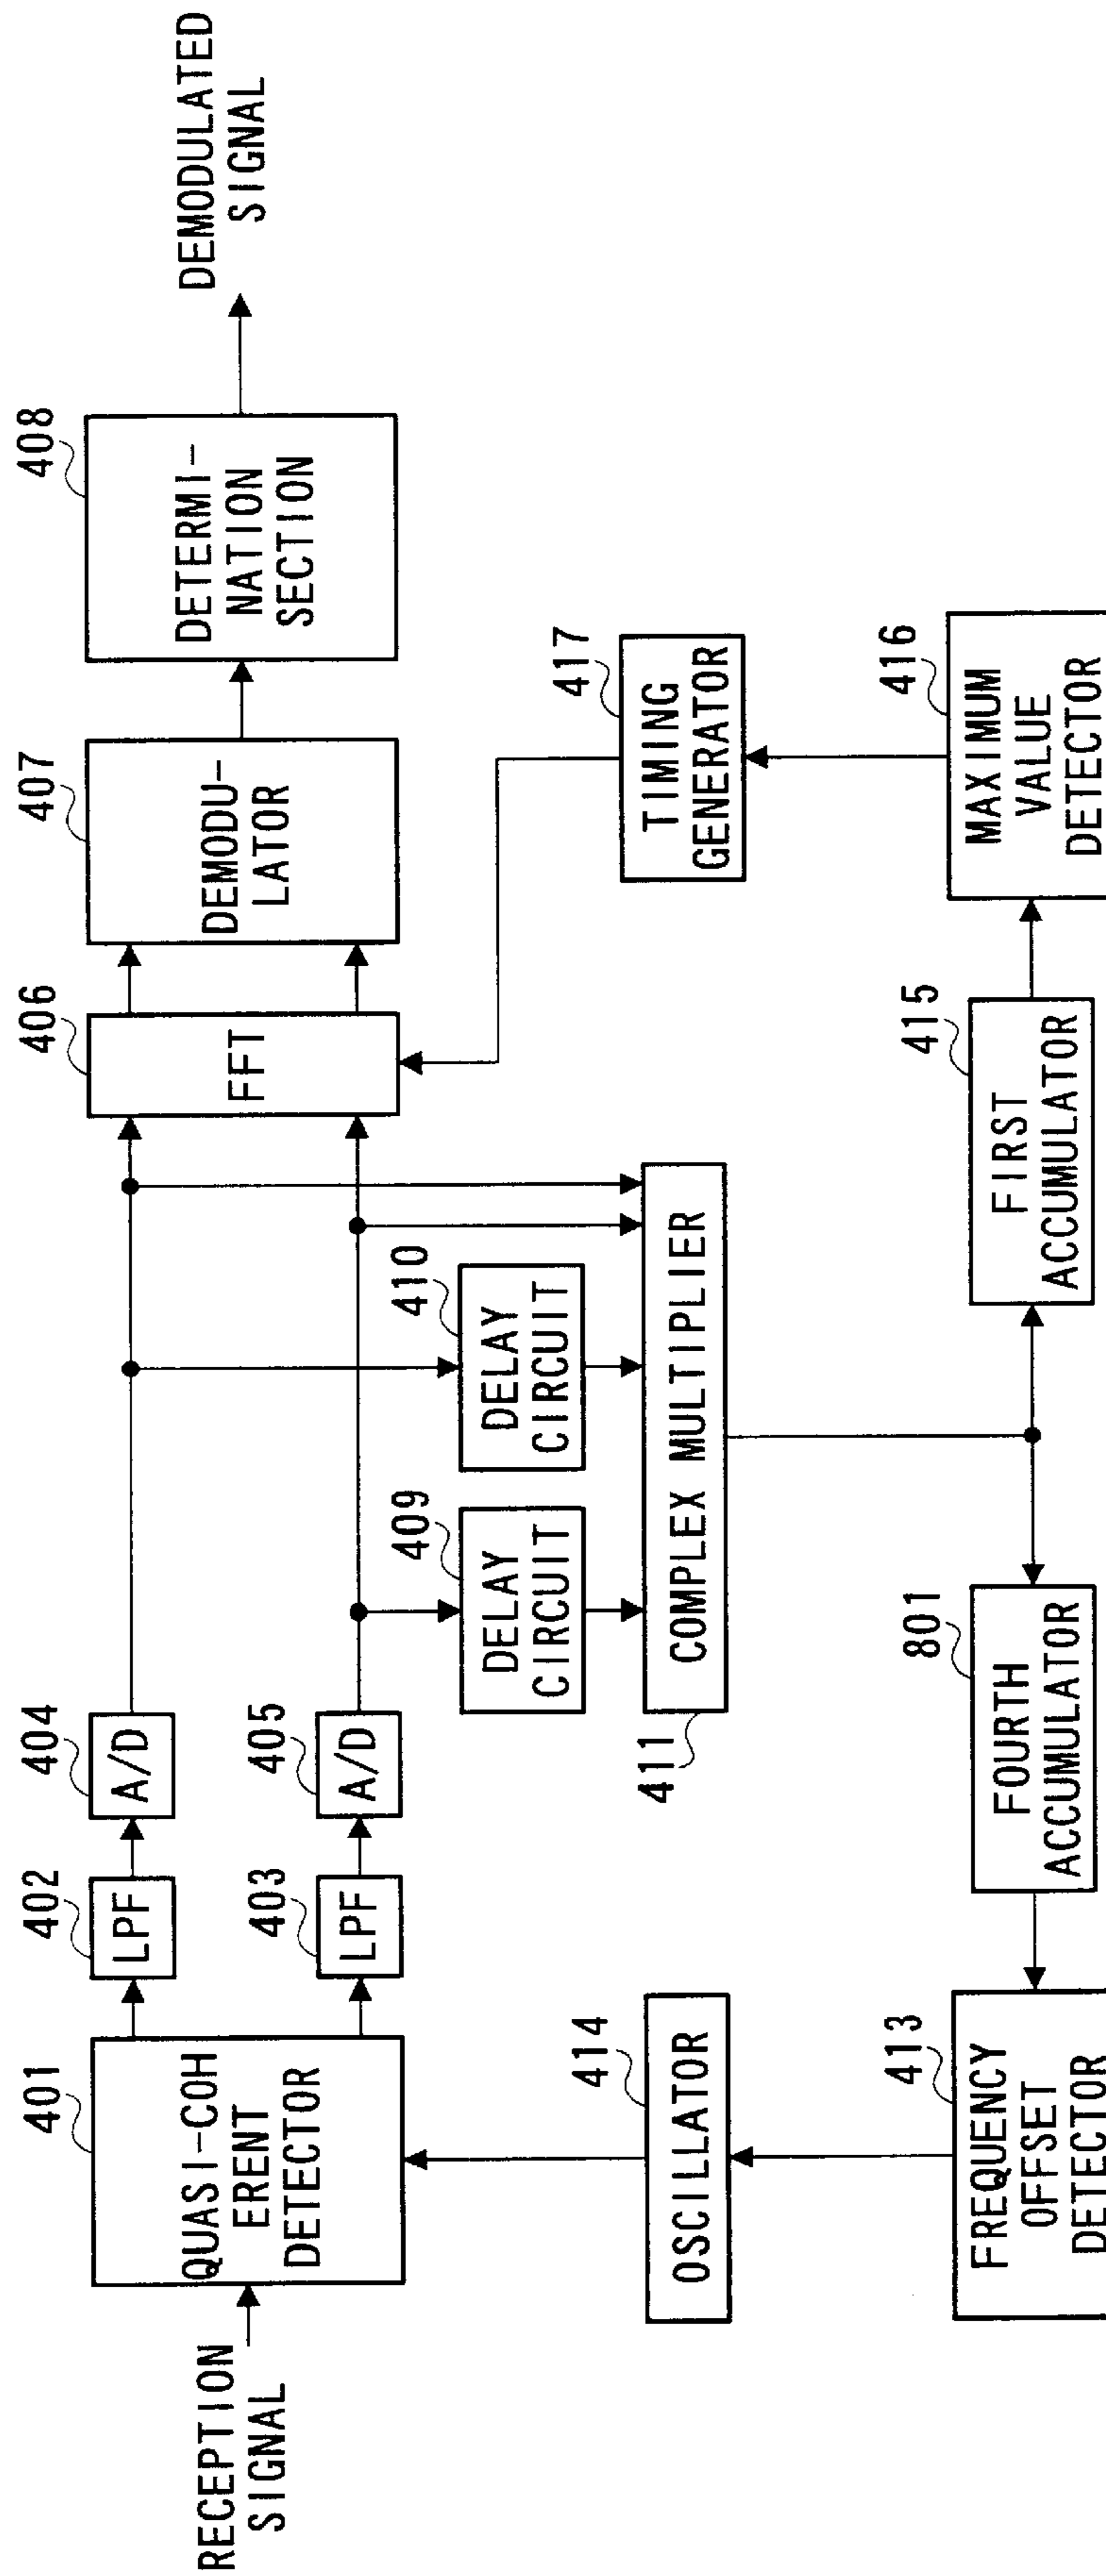 RECEPTION
SIGNAL
401
QUASI-COH
ERENT
DETECTOR
402
LPF
403
LPF
404
A/D
405
A/D
406
FFT
407
DEMODU-
LATOR
408
DETERMI-
NATION
SECTION
DEMODULATED
SIGNAL
409
DELAY
CIRCUIT
410
DELAY
CIRCUIT
411
COMPLEX MULTIPLIER
414
OSCILLATOR
417
TIMING
GENERATOR
413
FREQUENCY
OFFSET
DETECTOR
801
FOURTH
ACCUMULATOR
415
FIRST
ACCUMULATOR
416
MAXIMUM
VALUE
DETECTOR